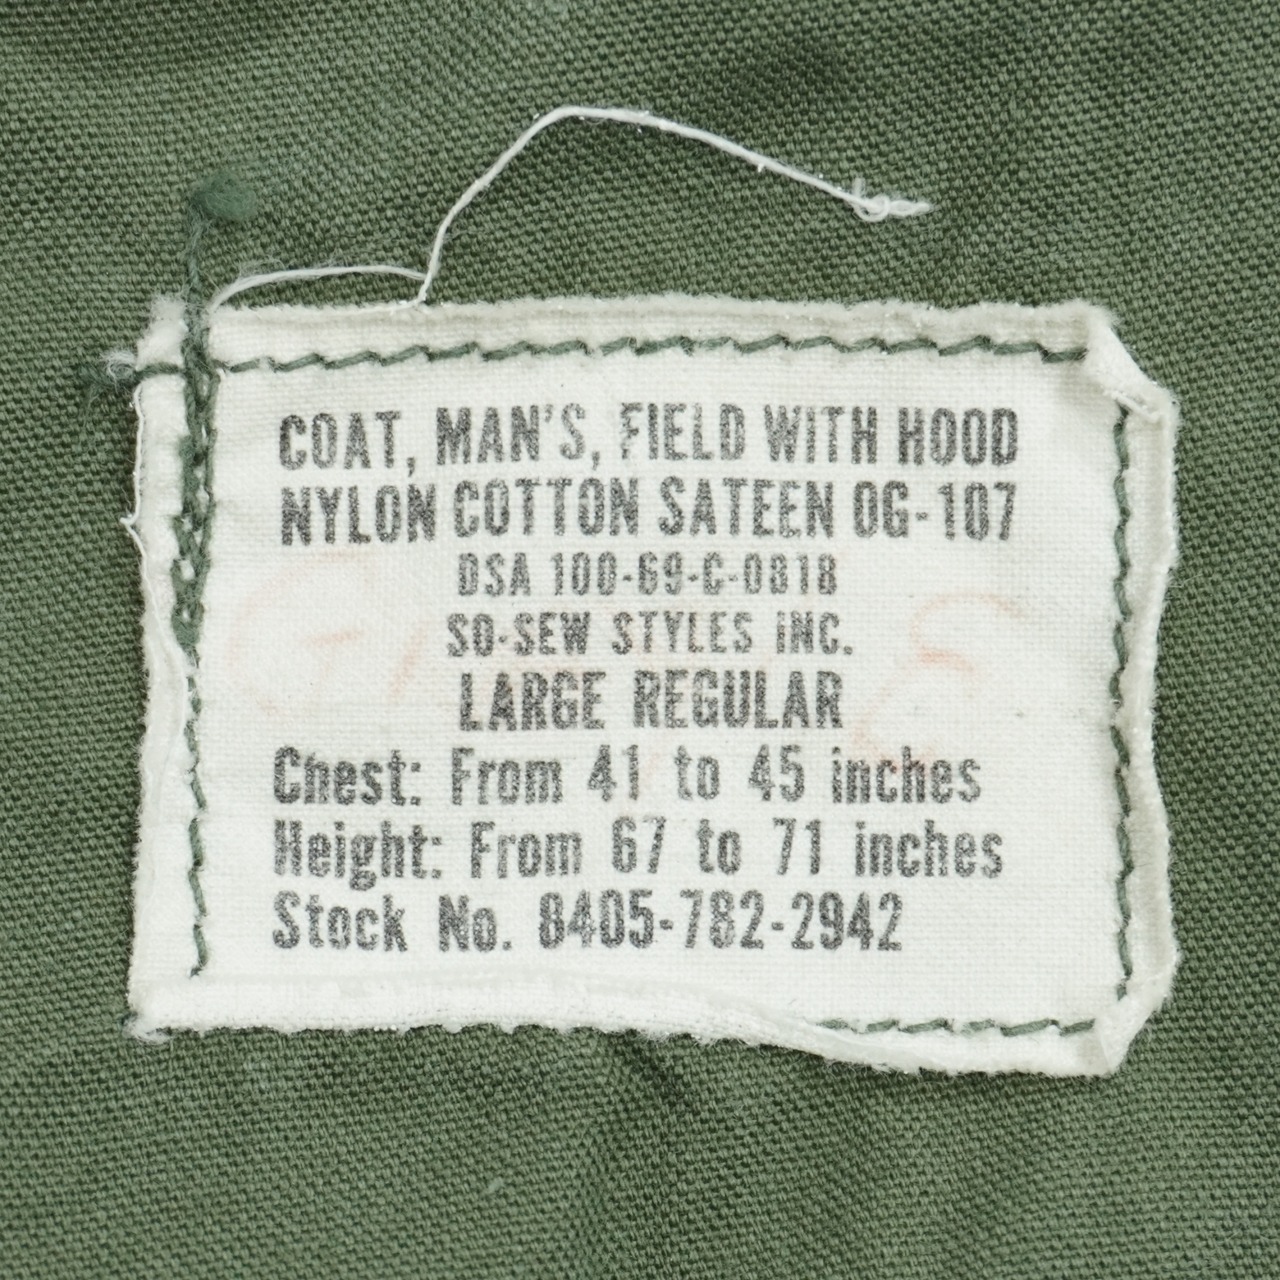 COAT, MAN'S, FIELD WITH HOOD
NYLON COTTON SATEEN OG-107
DSA 100-69-C-0818
SO-SEW STYLES INC.
LARGE REGULAR
Chest: From 41 to 45 inches
Height: From 67 to 71 inches
Stock No. 8405-782-2942